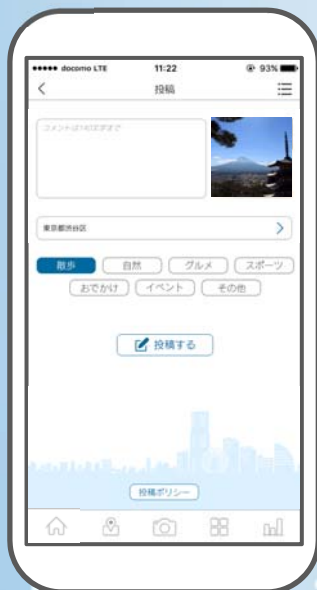 docomo LTE 11:22 93%
投稿
コメントは140文字まで
東京都渋谷区
散歩 自然 グルメ スポーツ
おでかけ イベント その他
投稿する
投稿ポリシー